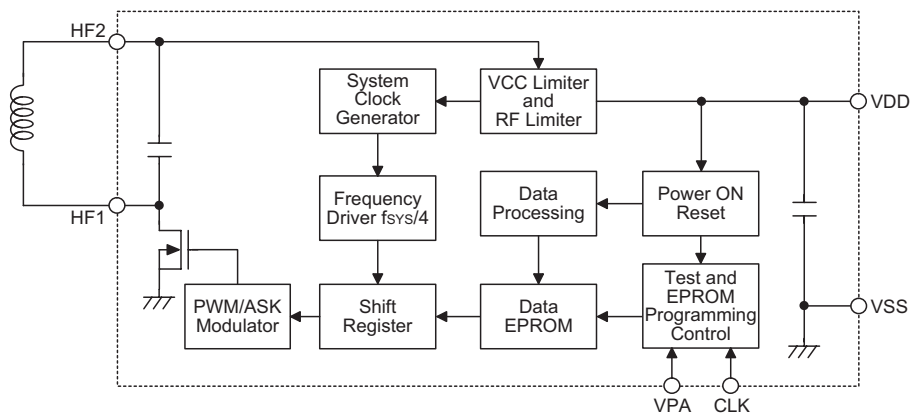 HF2
System
Clock
Generator
VCC Limiter
and
RF Limiter
VDD
HF1
Frequency
Driver fSYS/4
Data
Processing
Power ON
Reset
PWM/ASK
Modulator
Shift
Register
Data
EPROM
Test and
EPROM
Programming
Control
VSS
VPA
CLK